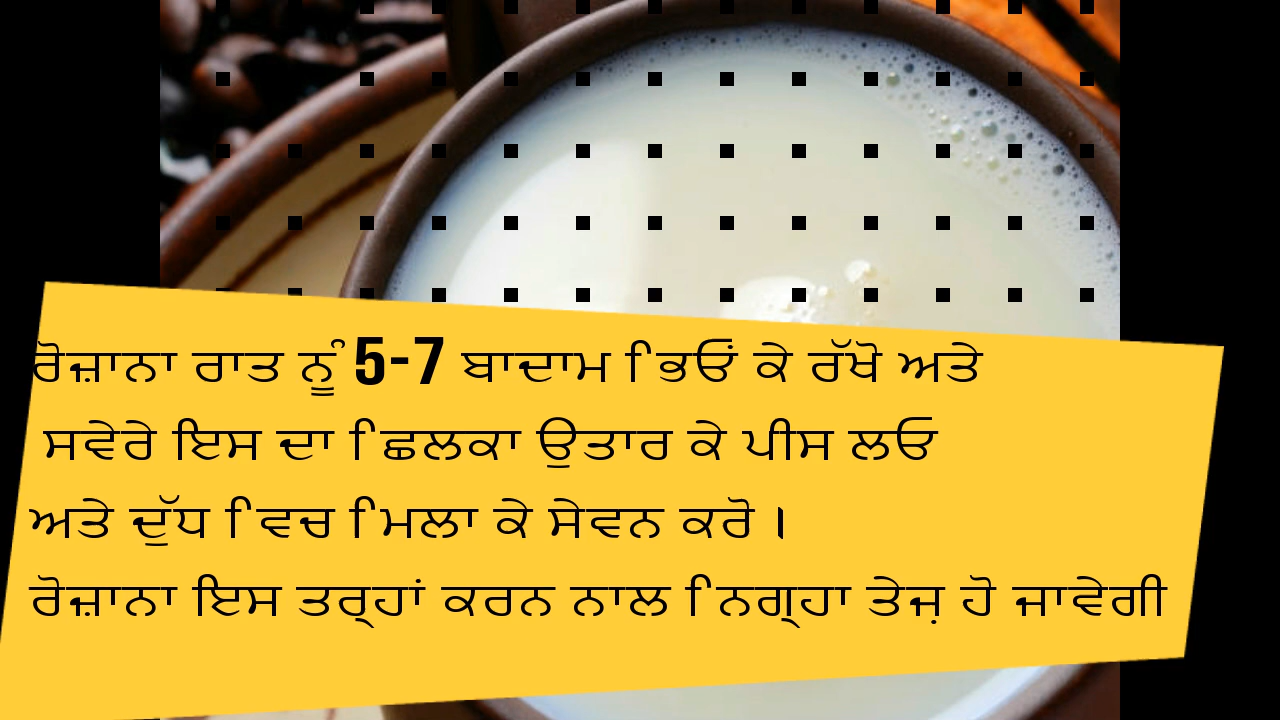 ਰੋਜ਼ਾਨਾ ਰਾਤ ਨੂੰ 5-7 ਬਾਦਾਮ ਭਿਓਂ ਕੇ ਰੱਖੋ ਅਤੇ
ਸਵੇਰੇ ਇਸ ਦਾ ਛਿਲਕਾ ਉਤਾਰ ਕੇ ਪੀਸ ਲਓ
ਅਤੇ ਦੁੱਧ ਵਿਚ ਮਿਲਾ ਕੇ ਸੇਵਨ ਕਰੋ ।
ਰੋਜ਼ਾਨਾ ਇਸ ਤਰ੍ਹਾਂ ਕਰਨ ਨਾਲ ਨਿਗ੍ਹਾ ਤੇਜ਼ ਹੋ ਜਾਵੇਗੀ